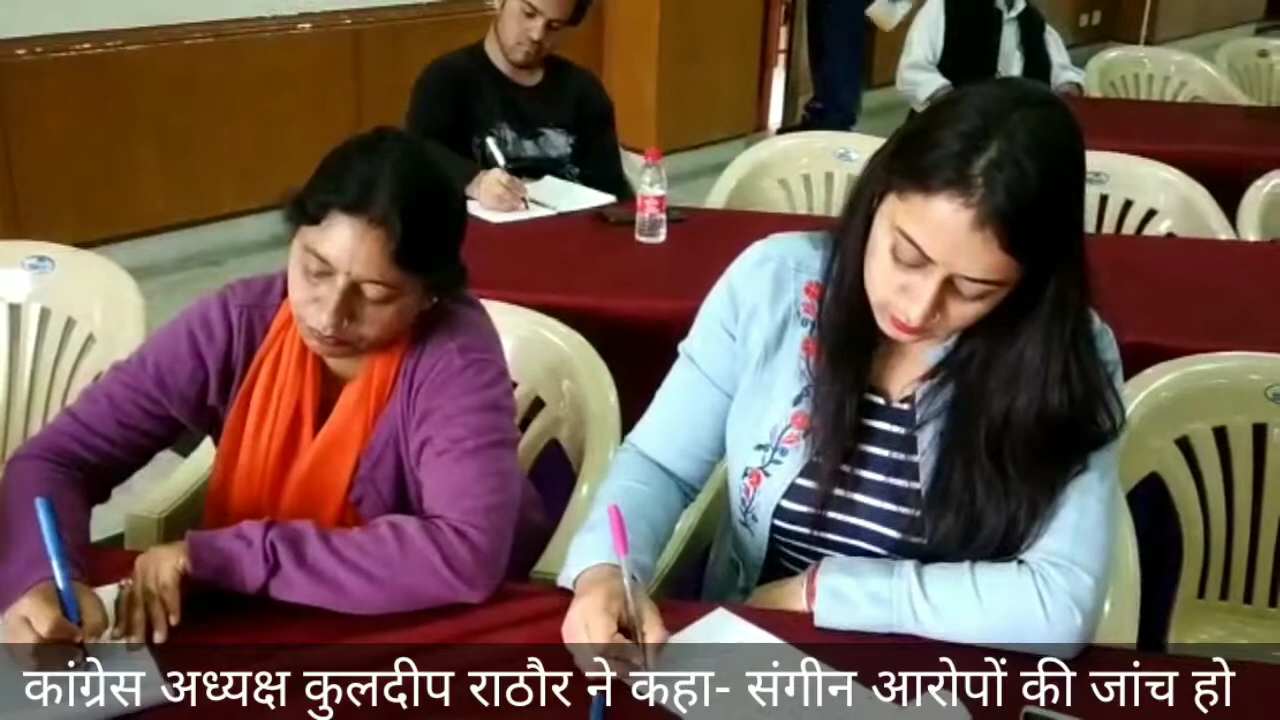 कांग्रेस अध्यक्ष कुलदीप राठौर ने कहा- संगीन आरोपों की जांच हो